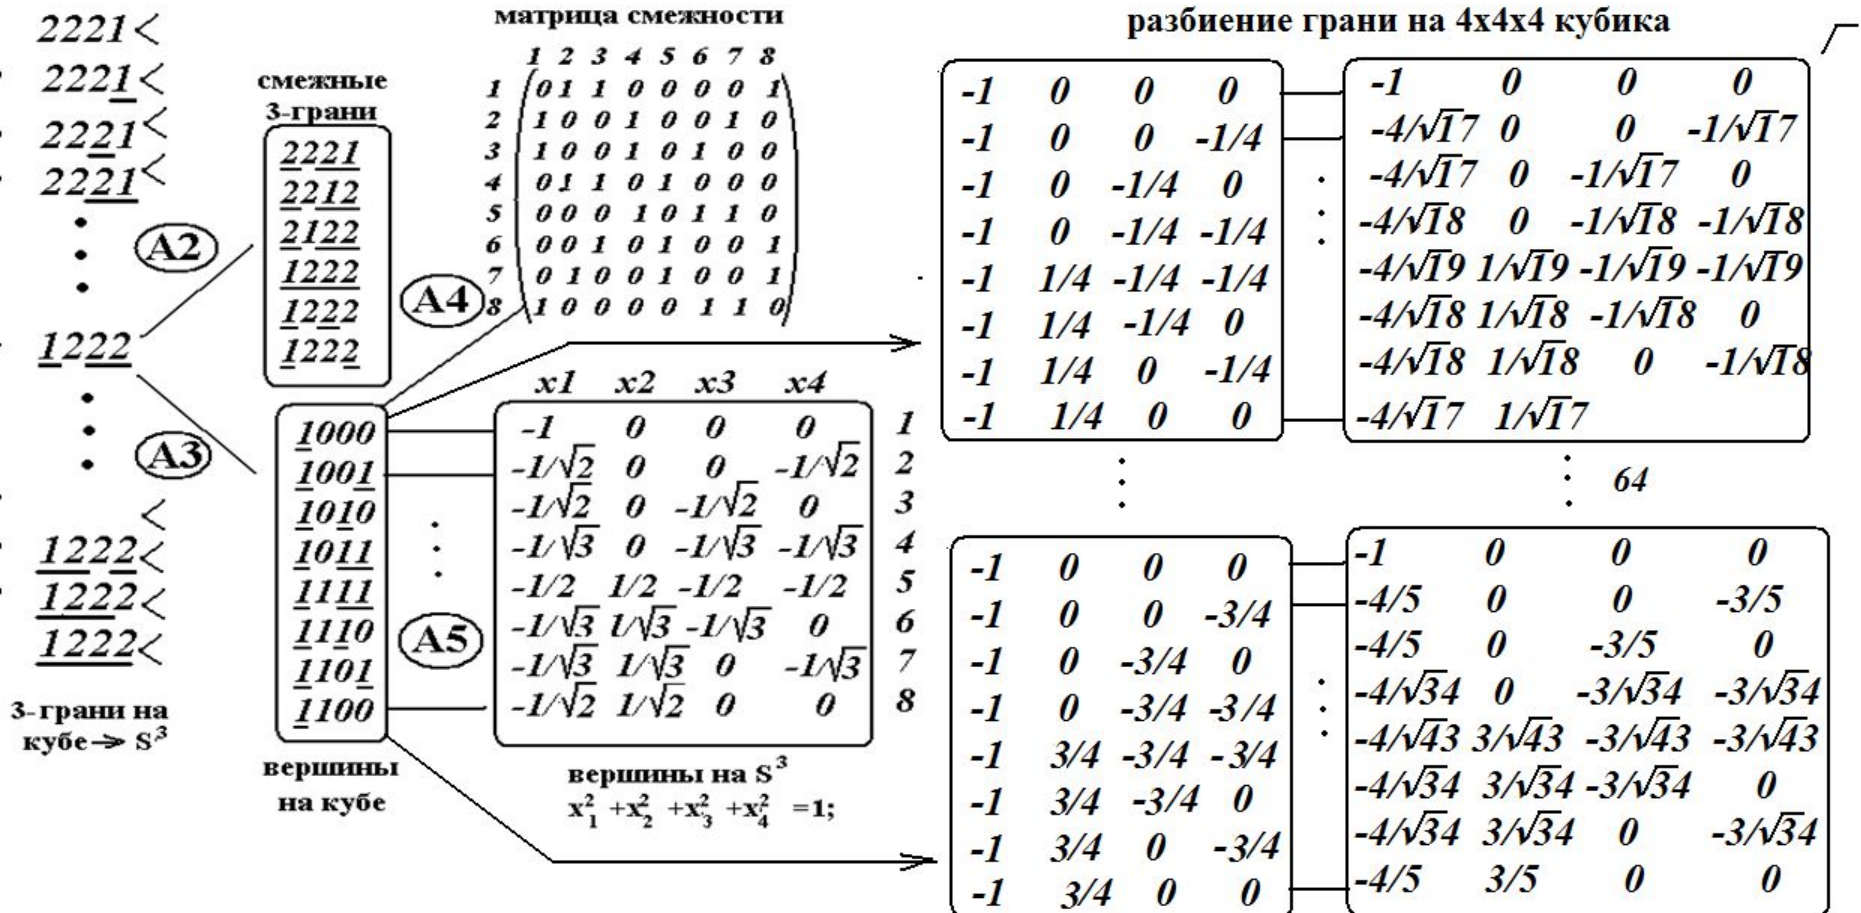 2221<
2221<
2221<
2221<
1222
1222<
1222<
1222<
3-грани на
кубе -> S³
A2
A3
смежные
3-грани
2221
2212
2122
1222
1222
1222
1000
1001
1010
1011
1111
1110
1101
1100
вершины
на кубе
A4
матрица смежности
1 2 3 4 5 6 7 8
1 0 1 1 0 0 0 0 1
2 1 0 0 1 0 0 1 0
3 1 0 0 1 0 1 0 0
4 0 1 1 0 1 0 0 0
5 0 0 0 1 0 1 1 0
6 0 0 1 0 1 0 0 1
7 0 1 0 0 1 0 0 1
8 1 0 0 0 0 1 1 0
A5
x1 x2 x3 x4
-1 0 0 0 1
-1/√2 0 0 -1/√2 2
-1/√2 0 -1/√2 0 3
-1/√3 0 -1/√3 -1/√3 4
-1/2 1/2 -1/2 -1/2 5
-1/√3 1/√3 -1/√3 0 6
-1/√3 1/√3 0 -1/√3 7
-1/√2 1/√2 0 0 8
вершины на S³
x₁² +x₂² +x₃² +x₄² =1;
разбиение грани на 4x4x4 кубика
-1 0 0 0
-1 0 0 -1/4
-1 0 -1/4 0
-1 0 -1/4 -1/4
-1 1/4 -1/4 -1/4
-1 1/4 -1/4 0
-1 1/4 0 -1/4
-1 1/4 0 0
-1 0 0 0
-4/√17 0 0 -1/√17
-4/√17 0 -1/√17 0
-4/√18 0 -1/√18 -1/√18
-4/√19 1/√19 -1/√19 -1/√19
-4/√18 1/√18 -1/√18 0
-4/√18 1/√18 0 -1/√18
-4/√17 1/√17
64
-1 0 0 0
-1 0 0 -3/4
-1 0 -3/4 0
-1 0 -3/4 -3/4
-1 3/4 -3/4 -3/4
-1 3/4 -3/4 0
-1 3/4 0 -3/4
-1 3/4 0 0
-1 0 0 0
-4/5 0 0 -3/5
-4/5 0 -3/5 0
-4/√34 0 -3/√34 -3/√34
-4/√43 3/√43 -3/√43 -3/√43
-4/√34 3/√34 -3/√34 0
-4/√34 3/√34 0 -3/√34
-4/5 3/5 0 0